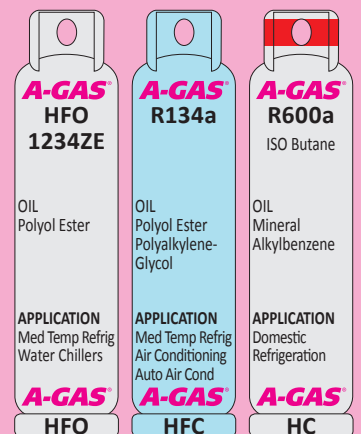 A-GAS®
HFO
1234ZE
OIL
Polyol Ester
APPLICATION
Med Temp Refrig
Water Chillers
A-GAS®
HFO
A-GAS®
R134a
OIL
Polyol Ester
Polyalkylene-
Glycol
APPLICATION
Med Temp Refrig
Air Conditioning
Auto Air Cond
A-GAS®
HFC
A-GAS®
R600a
ISO Butane
OIL
Mineral
Alkylbenzene
APPLICATION
Domestic
Refrigeration
A-GAS®
HC